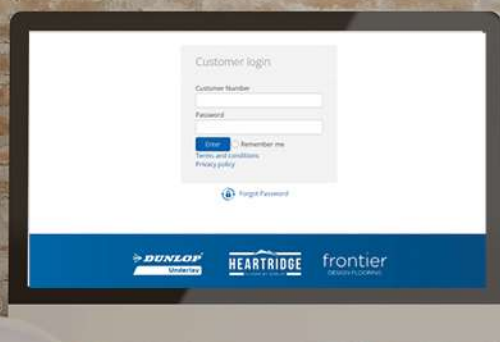 Customer login
Customer Number
Password
Enter
Remember me
Terms and conditions
Privacy policy
Forgot Password
DUNLOP
Underlay
HEARTRIDGE
frontier
DESIGN FLOORING